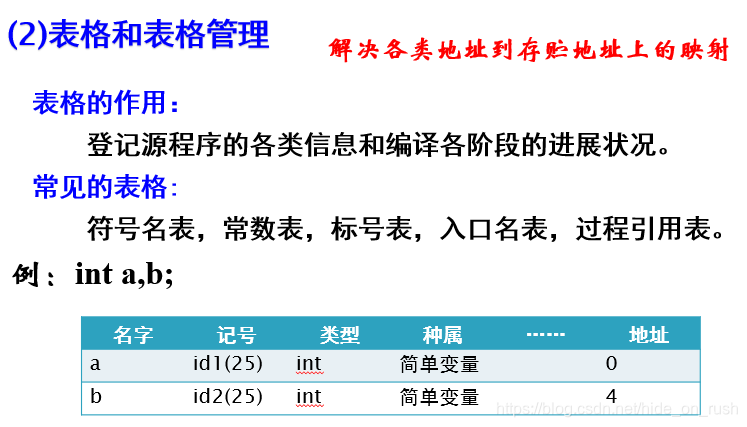 (2)表格和表格管理
解决各类地址到存贮地址上的映射
表格的作用：
登记源程序的各类信息和编译各阶段的进展状况。
常见的表格:
符号名表，常数表，标号表，入口名表，过程引用表。
例：int a,b;
名字 记号 类型 种属 …… 地址
a id1(25) int 简单变量 0
b id2(25) int 简单变量 4
https://blog.csdn.net/hide_on_rush